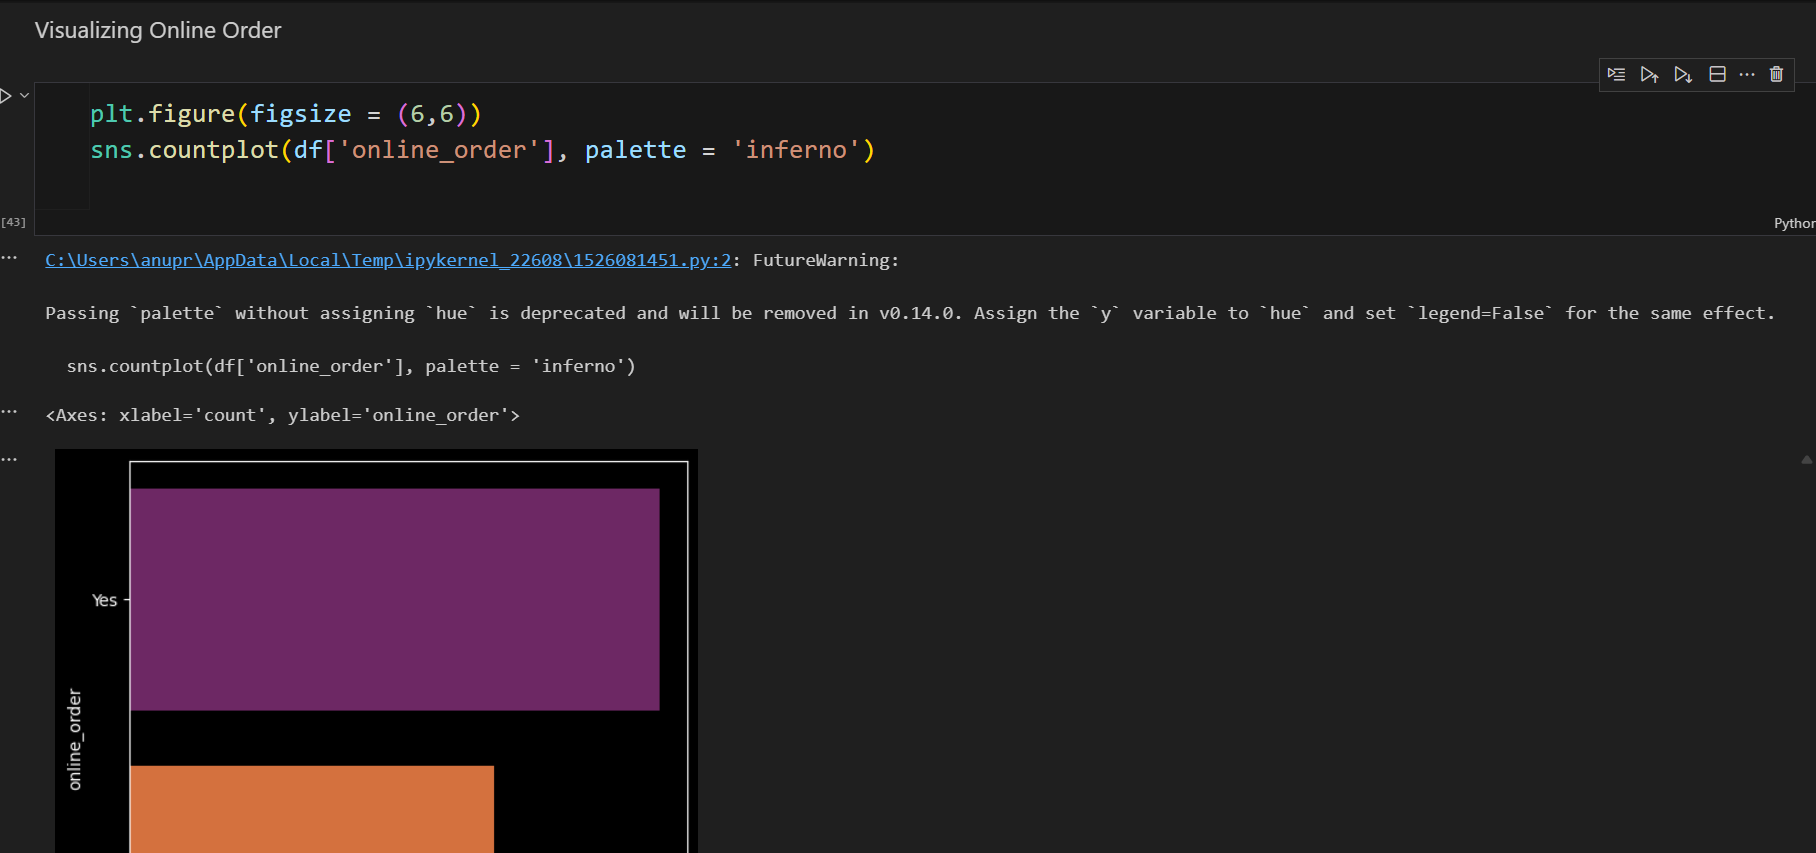 Visualizing Online Order
plt.figure(figsize = (6,6))
sns.countplot(df['online_order'], palette = 'inferno')
[43]
Python
C:\Users\anupr\AppData\Local\Temp\ipykernel_22608\1526081451.py:2: FutureWarning:
Passing `palette` without assigning `hue` is deprecated and will be removed in v0.14.0. Assign the `y` variable to `hue` and set `legend=False` for the same effect.
sns.countplot(df['online_order'], palette = 'inferno')
<Axes: xlabel='count', ylabel='online_order'>
Yes
online_order